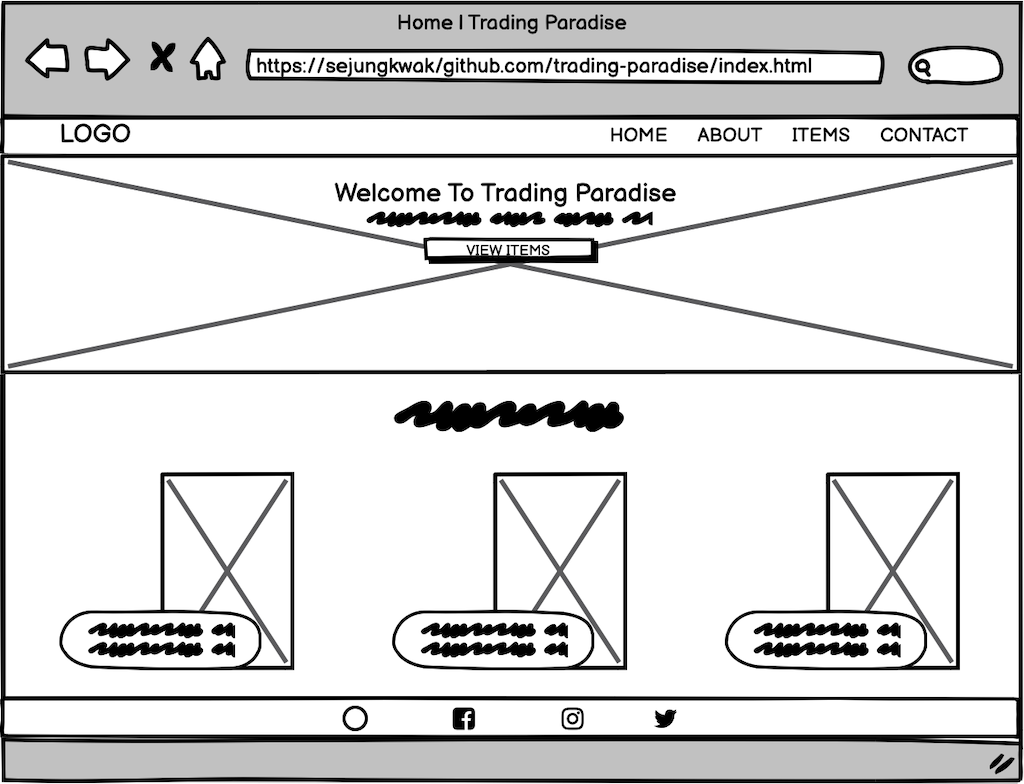 Home | Trading Paradise
https://sejungkwak/github.com/trading-paradise/index.html
LOGO HOME ABOUT ITEMS CONTACT
Welcome To Trading Paradise
VIEW ITEMS